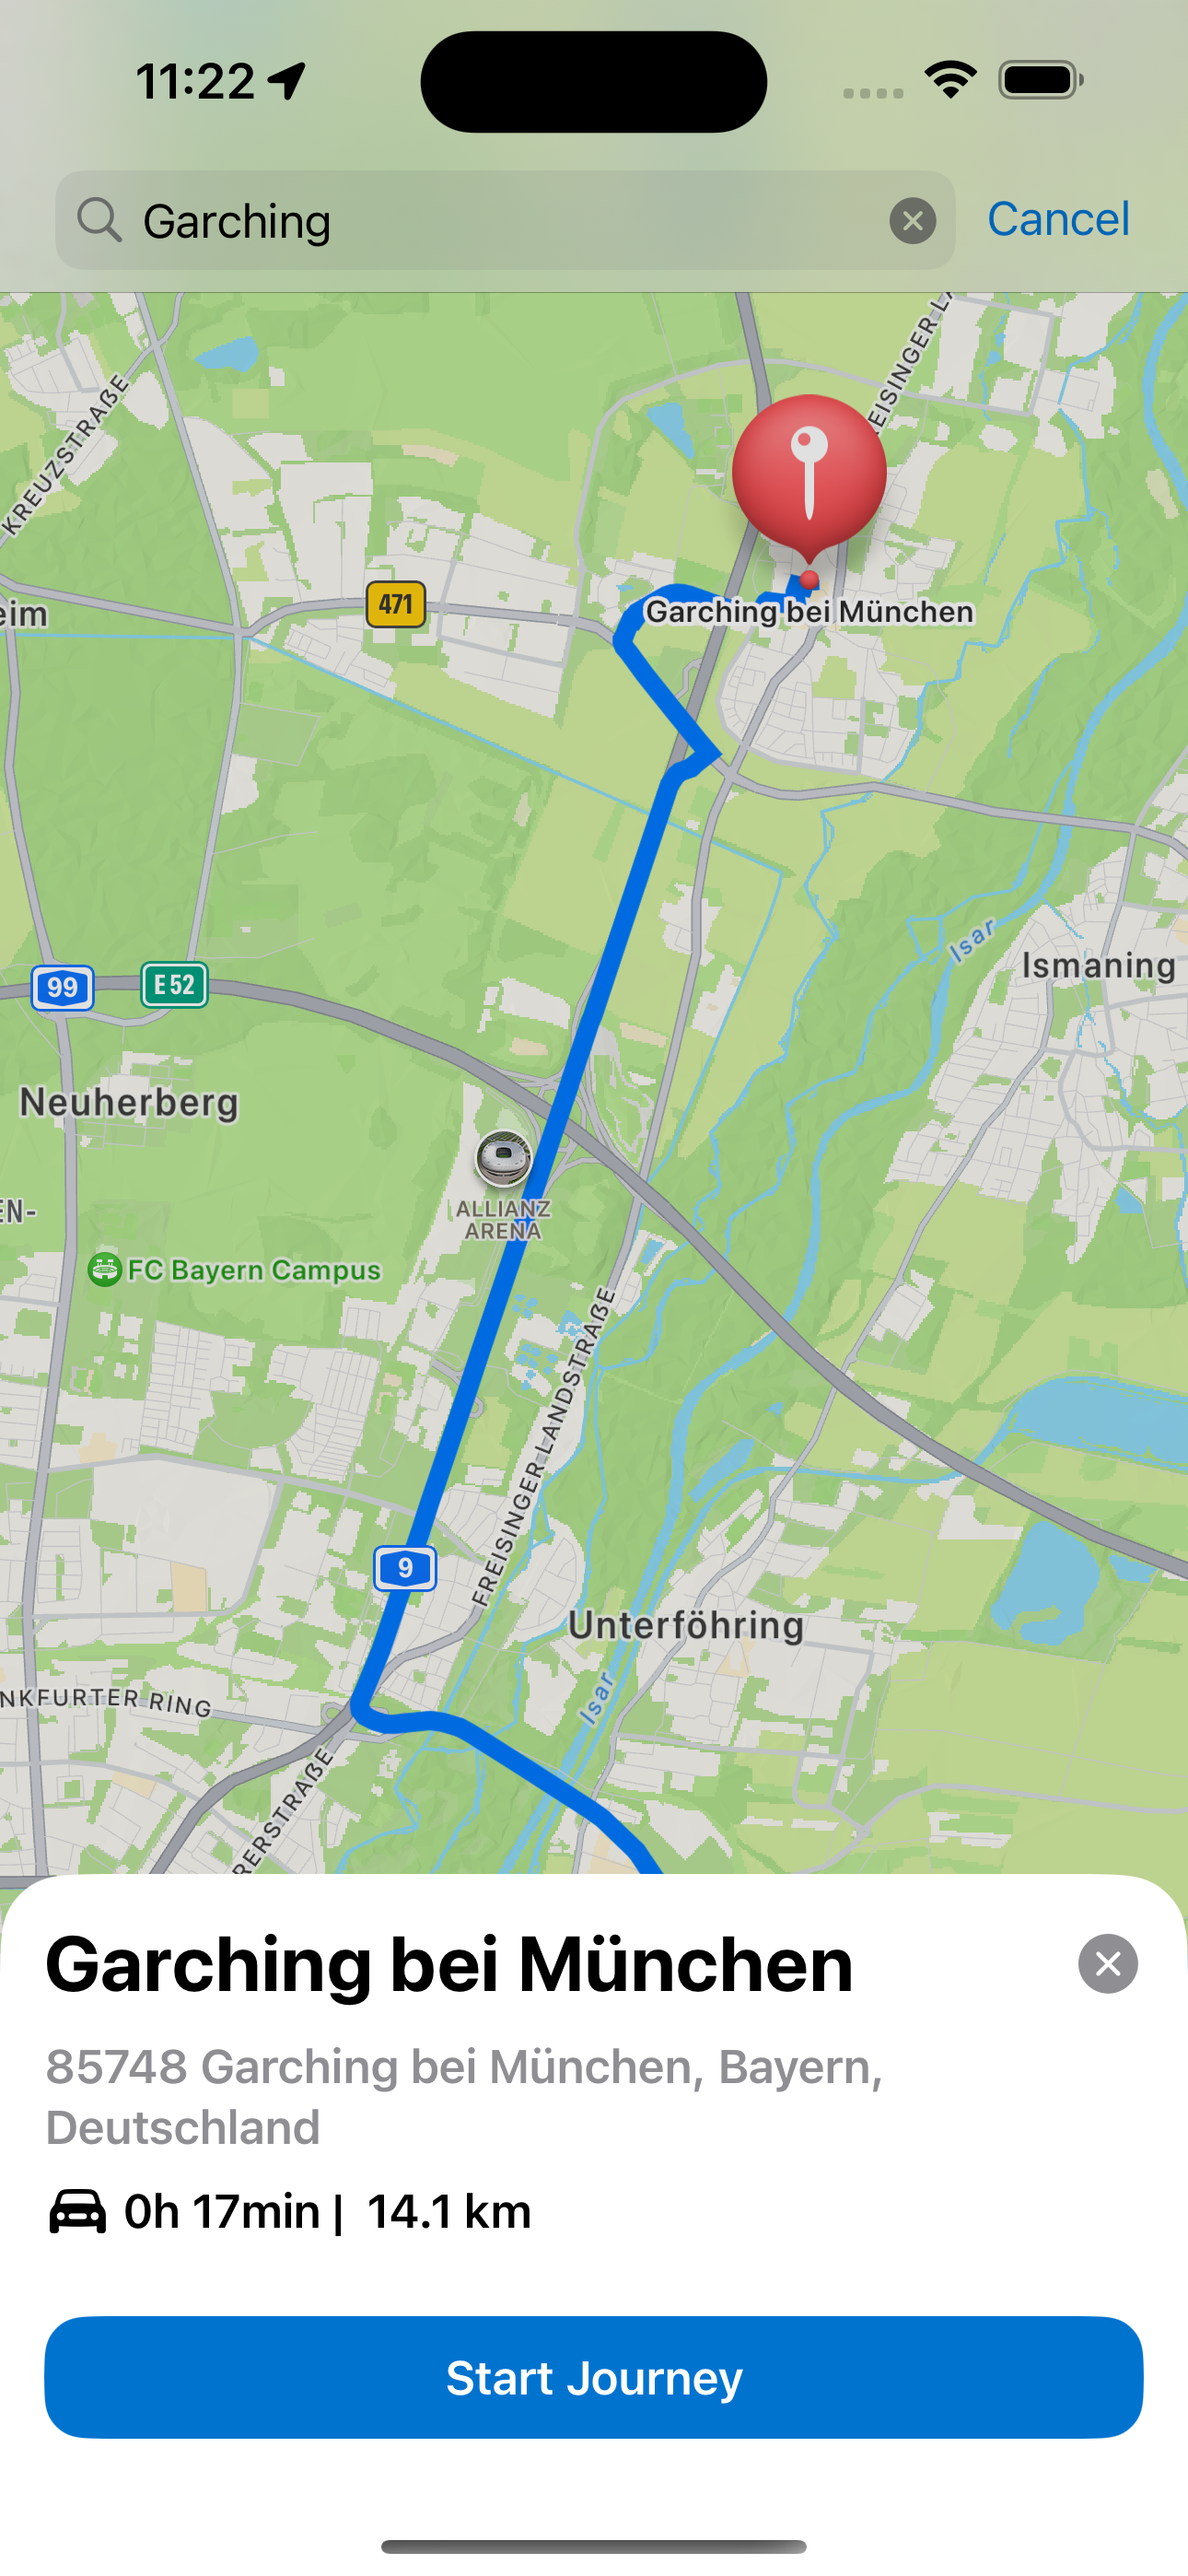 11:22
Garching
Cancel
KREUZSTRAẞE
EISINGER L
471
eim
Garching bei München
Isar
Ismaning
99
E 52
Neuherberg
EN-
ALLIANZ
ARENA
FC Bayern Campus
FREISINGER LANDSTRAẞE
9
Unterföhring
Isar
NKFURTER RING
RERSTRAẞE
Garching bei München
85748 Garching bei München, Bayern,
Deutschland
0h 17min | 14.1 km
Start Journey